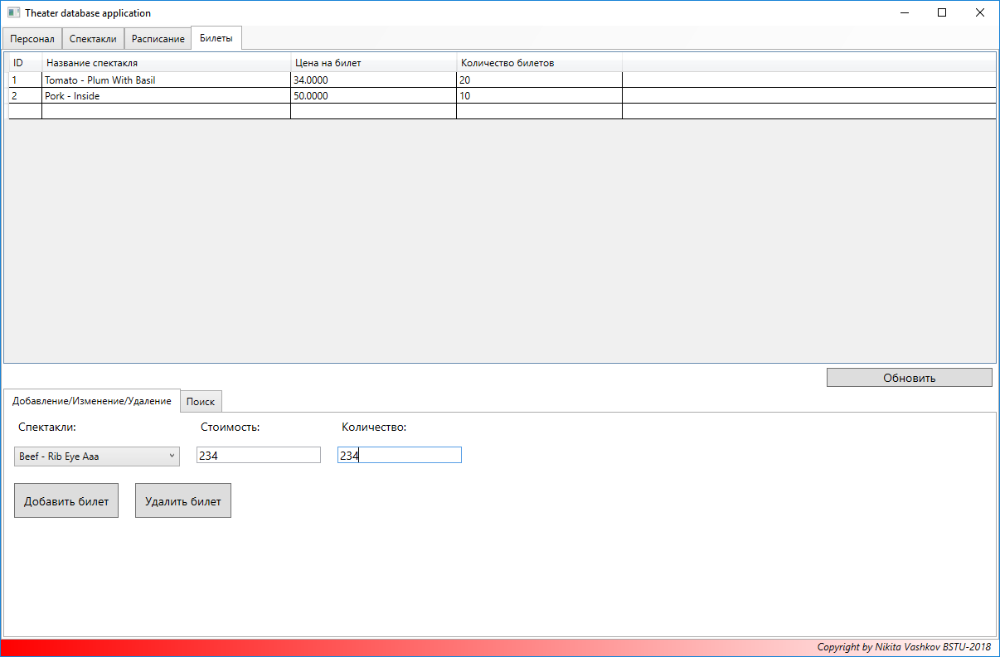 Theater database application
Персонал Спектакли Расписание Билеты
ID Название спектакля Цена на билет Количество билетов
1 Tomato - Plum With Basil 34.0000 20
2 Pork - Inside 50.0000 10
Обновить
Добавление/Изменение/Удаление Поиск
Спектакли: Стоимость: Количество:
Beef - Rib Eye Aaa 234 234
Добавить билет Удалить билет
Copyright by Nikita Vashkov BSTU-2018